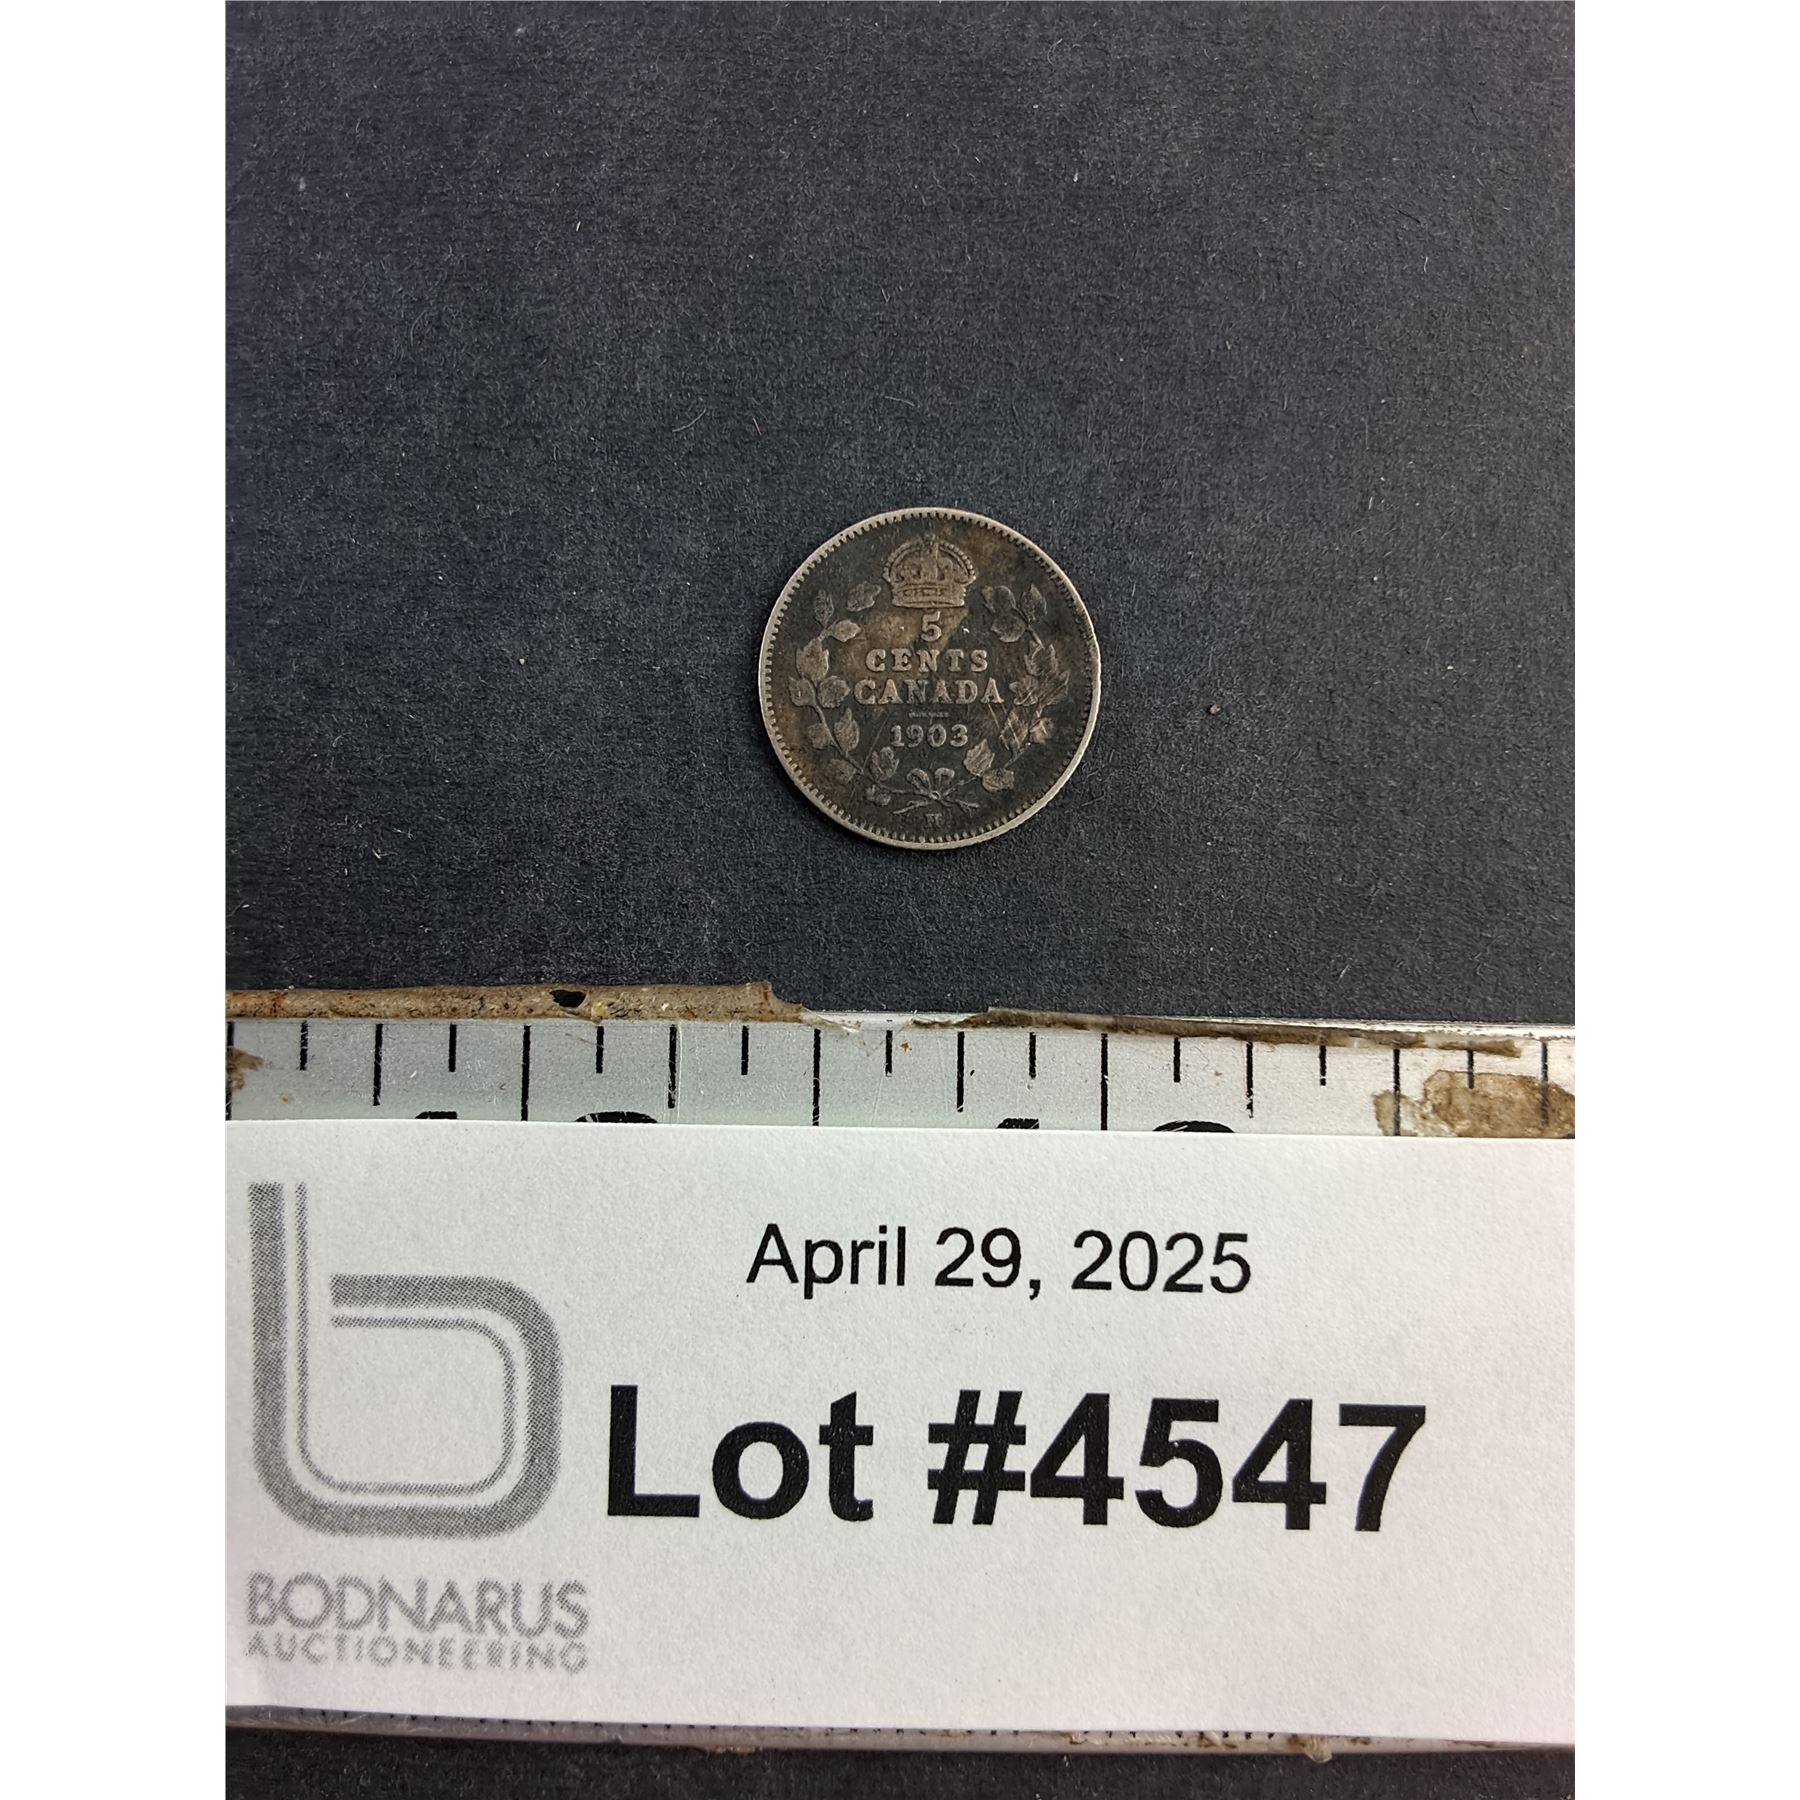 5
CENTS
CANADA
1903
H
April 29, 2025
Lot #4547
b
BODNARUS
AUCTIONEERING